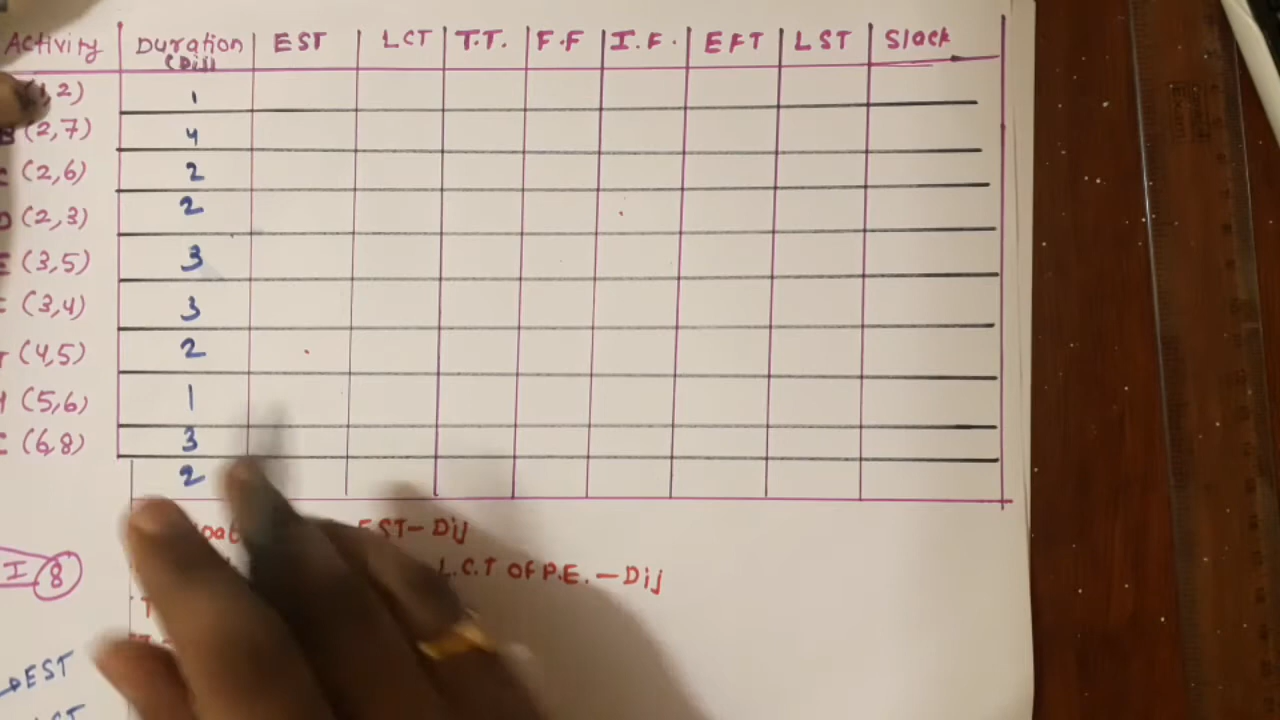 Activity Duration EST LCT T.T. F.F I.F. EFT LST Slack
(Dij)
,2) 1
B (2,7) 4
C (2,6) 2
D (2,3) 2
E (3,5) 3
(3,4) 3
(4,5) 2
(5,6) 1
(6,8) 3
2
EST- Dij
L.C.T OF P.E. - Dij
I 8
→EST